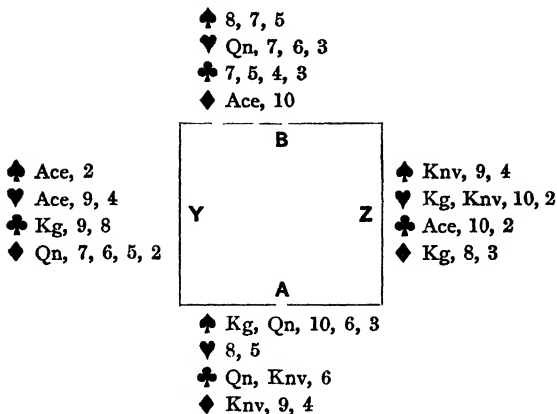 ♠ 8, 7, 5
♥ Qn, 7, 6, 3
♣ 7, 5, 4, 3
♦ Ace, 10
B
♠ Ace, 2
♥ Ace, 9, 4
♣ Kg, 9, 8
♦ Qn, 7, 6, 5, 2
Y
Z
♠ Knv, 9, 4
♥ Kg, Knv, 10, 2
♣ Ace, 10, 2
♦ Kg, 8, 3
A
♠ Kg, Qn, 10, 6, 3
♥ 8, 5
♣ Qn, Knv, 6
♦ Knv, 9, 4